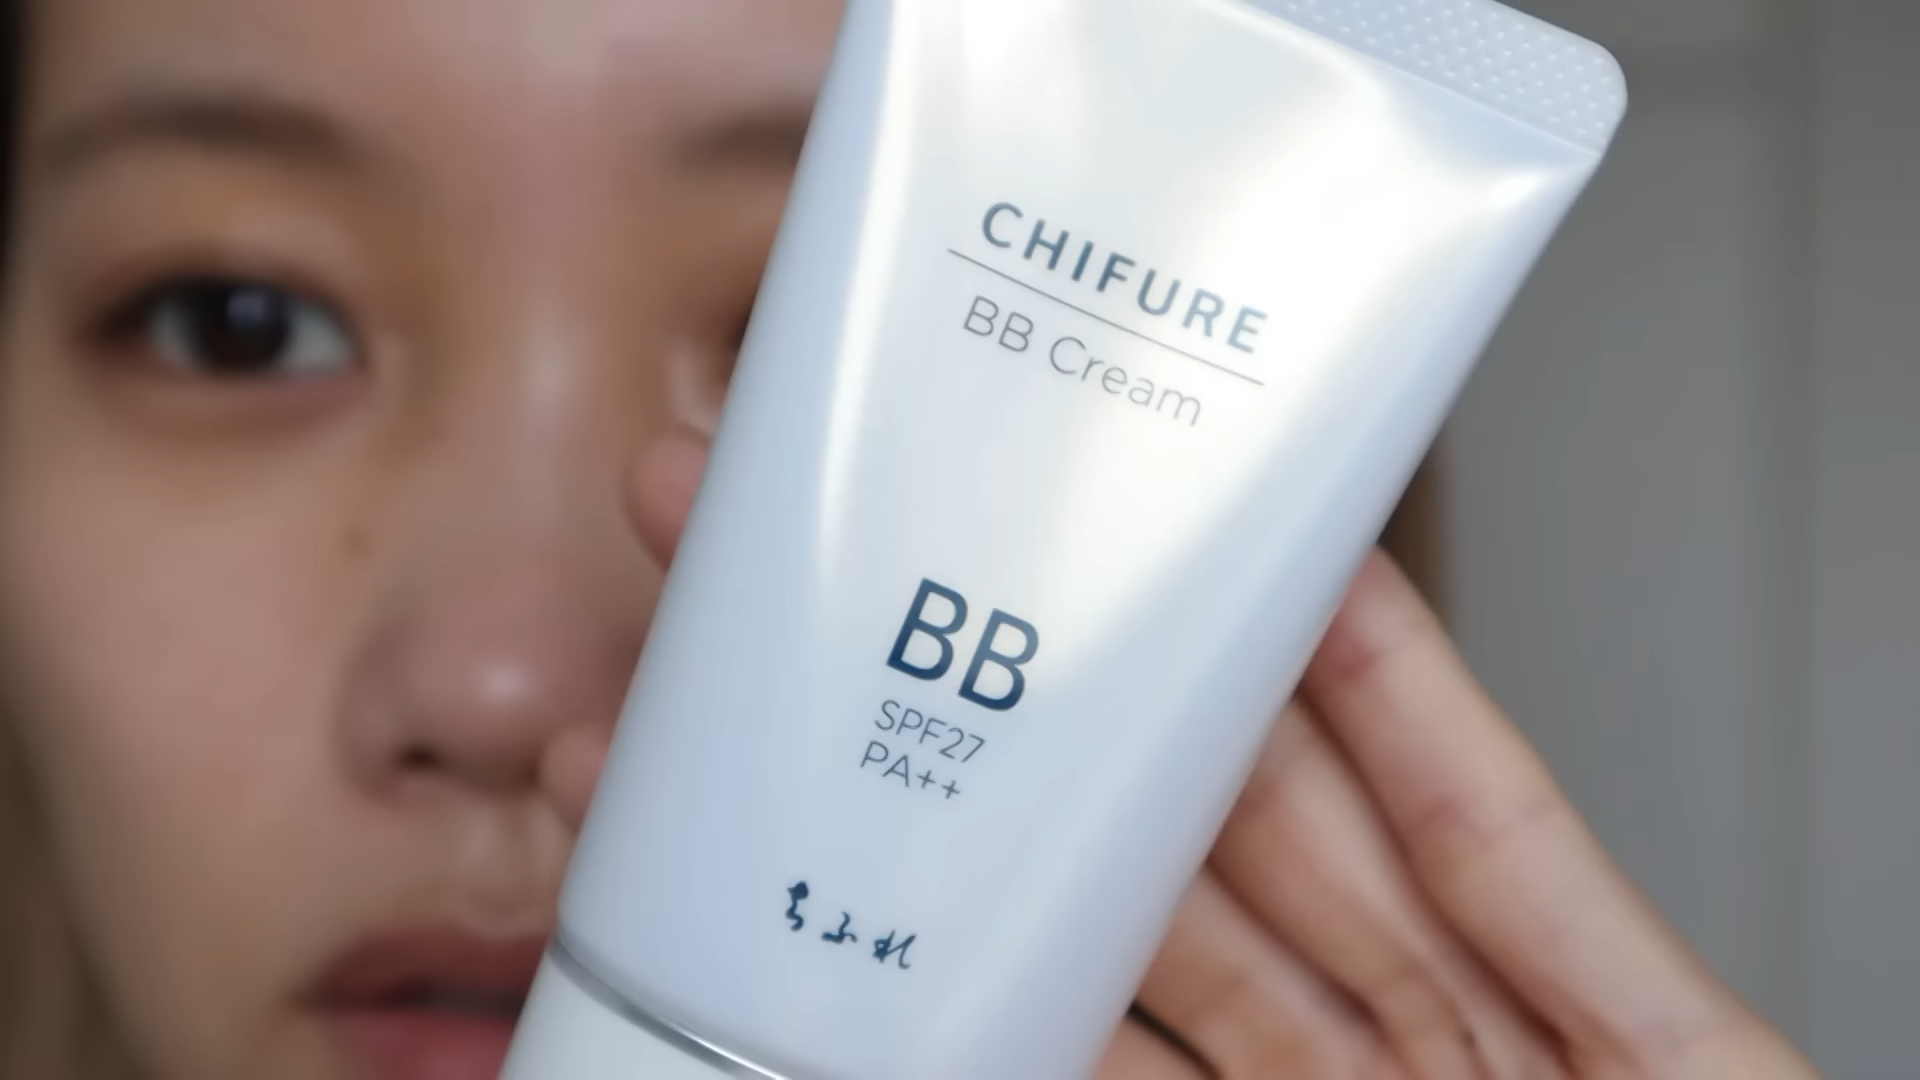 CHIFURE
BB Cream
BB
SPF27
PA++
ちふれ